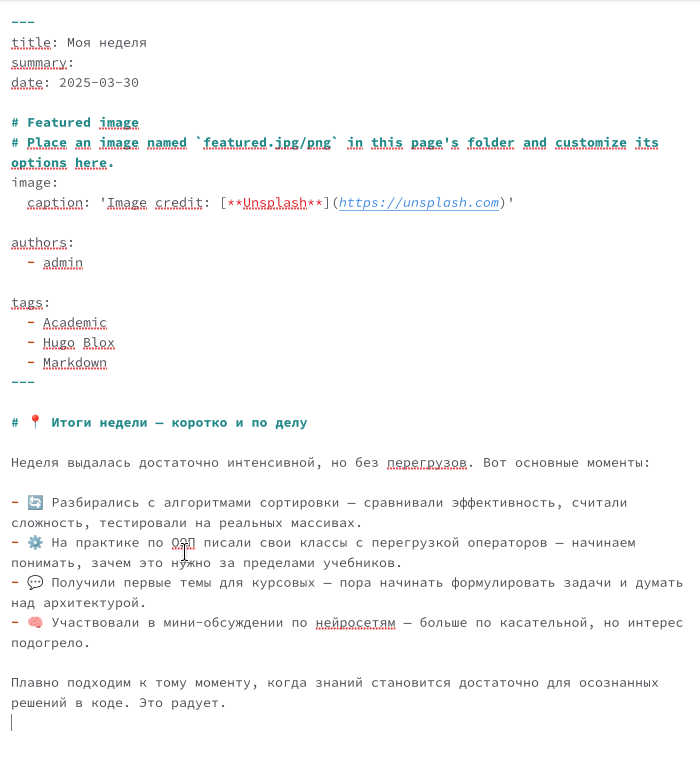 ---
title: Моя неделя
summary:
date: 2025-03-30
# Featured image
# Place an image named `featured.jpg/png` in this page's folder and customize its
options here.
image:
  caption: 'Image credit: [**Unsplash**](https://unsplash.com)'
authors:
  - admin
tags:
  - Academic
  - Hugo Blox
  - Markdown
---
# 📍 Итоги недели — коротко и по делу
Неделя выдалась достаточно интенсивной, но без перегрузов. Вот основные моменты:
- 🔄 Разбирались с алгоритмами сортировки — сравнивали эффективность, считали
сложность, тестировали на реальных массивах.
- ⚙️ На практике по ООП писали свои классы с перегрузкой операторов — начинаем
понимать, зачем это нужно за пределами учебников.
- 💬 Получили первые темы для курсовых — пора начинать формулировать задачи и думать
над архитектурой.
- 🧠 Участвовали в мини-обсуждении по нейросетям — больше по касательной, но интерес
подогрело.
Плавно подходим к тому моменту, когда знаний становится достаточно для осознанных
решений в коде. Это радует.